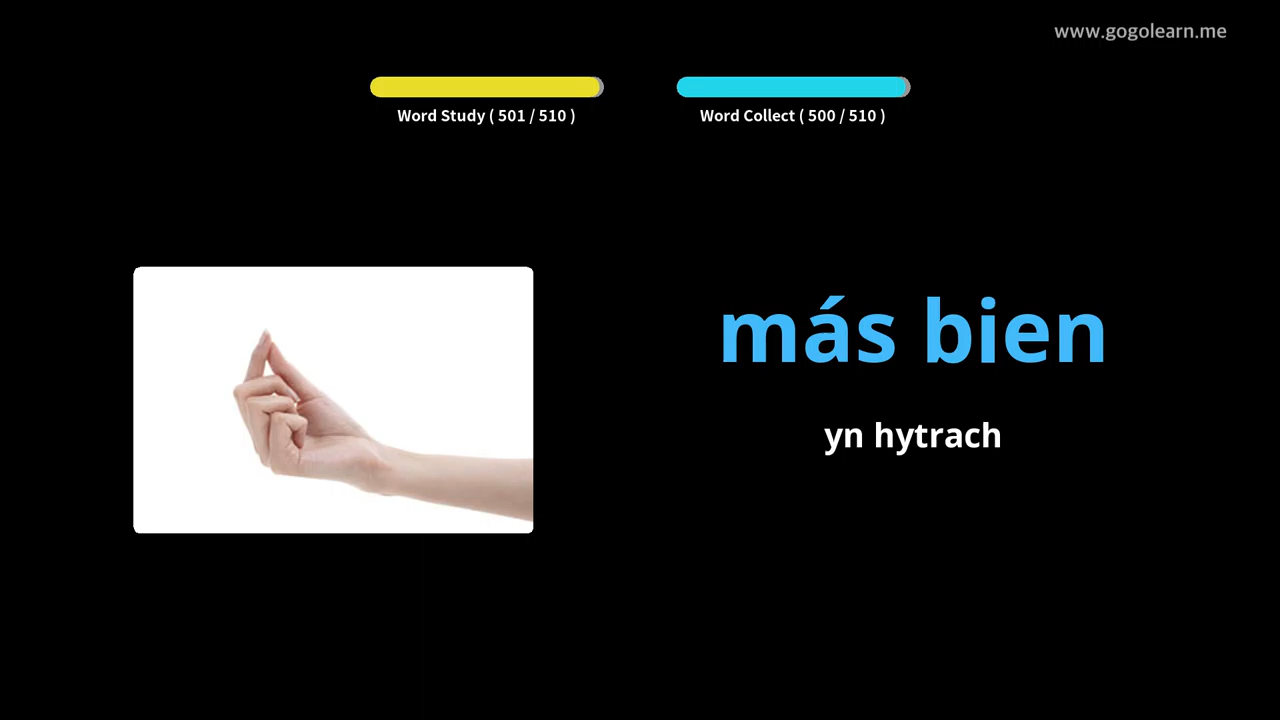 www.gogolearn.me
Word Study ( 501 / 510 )
Word Collect ( 500 / 510 )
más bien
yn hytrach